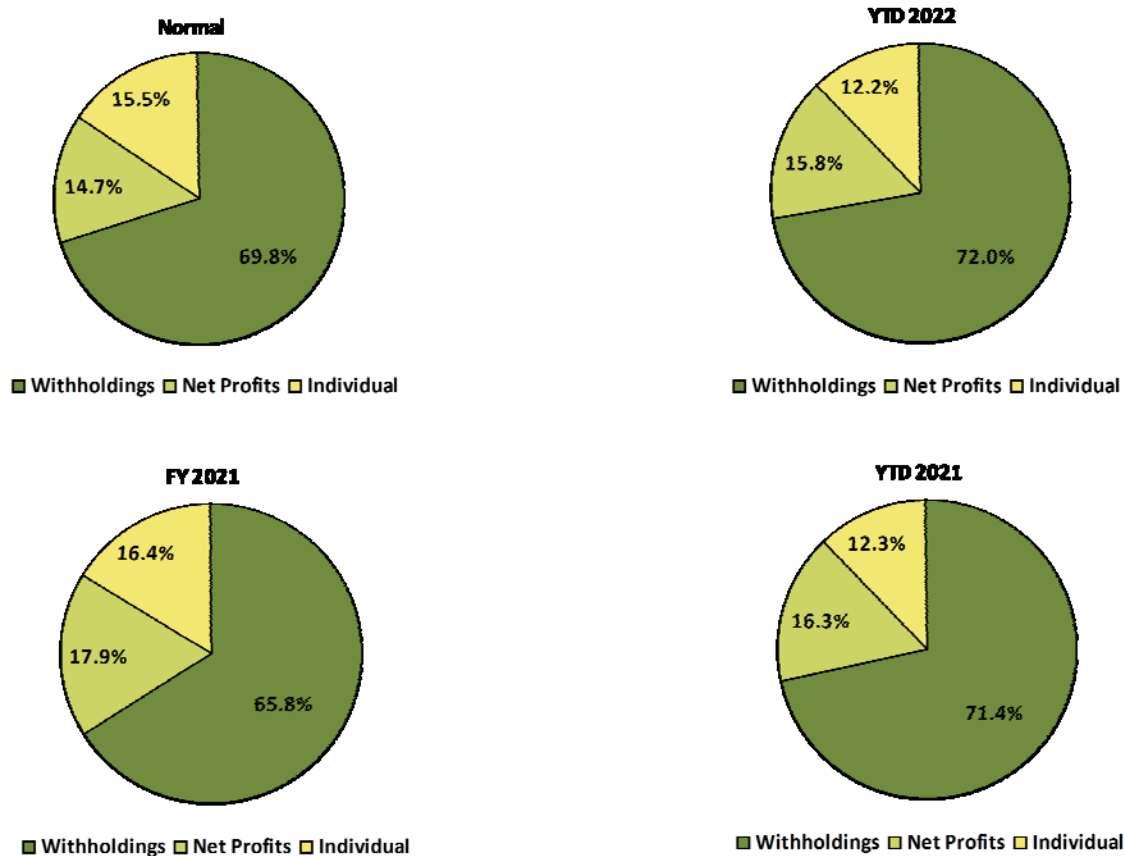 Normal
15.5%
14.7%
69.8%
Withholdings Net Profits Individual
YTD 2022
12.2%
15.8%
72.0%
Withholdings Net Profits Individual
FY 2021
16.4%
17.9%
65.8%
Withholdings Net Profits Individual
YTD 2021
12.3%
16.3%
71.4%
Withholdings Net Profits Individual